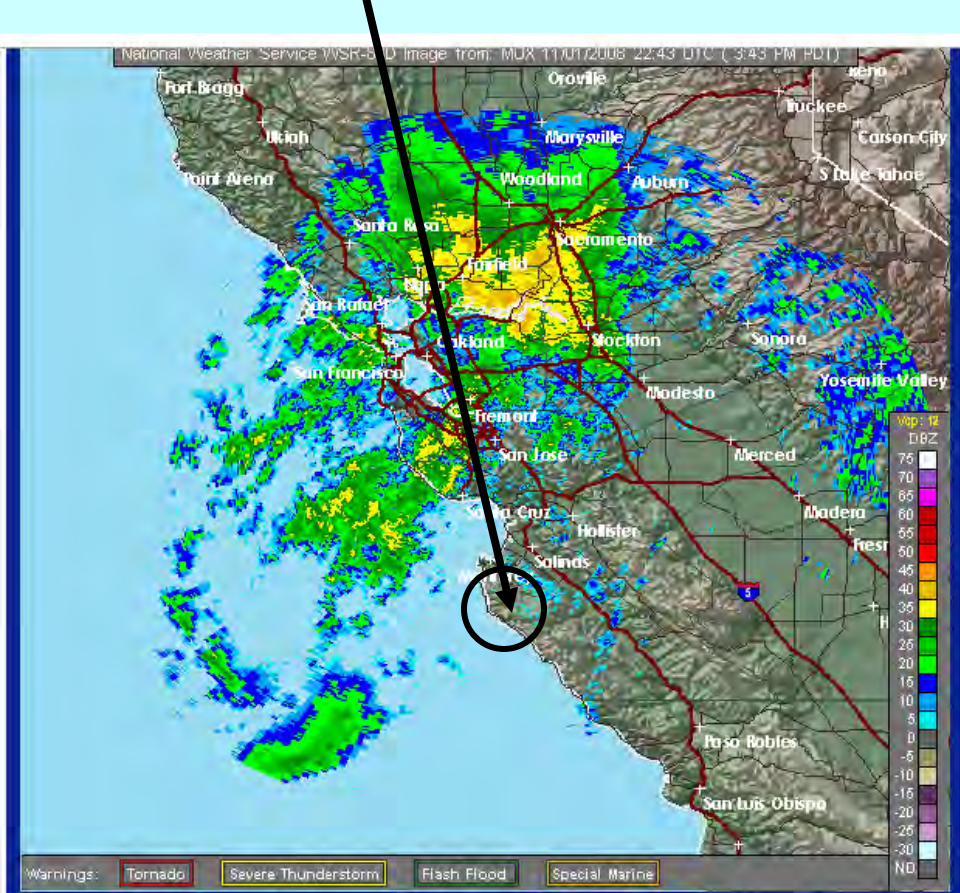 National Weather Service WSR-88D Image from: MUX 11/01/2008 22:43 UTC ( 3:43 PM PDT)
Oroville
Reno
Fort Bragg
Truckee
Ukiah
Marysville
Carson City
Point Arena
Woodland
Auburn
S Lake Tahoe
Santa Rosa
Sacramento
Fairfield
Napa
San Rafael
Oakland
Stockton
Sonora
San Francisco
Yosemite Valley
Modesto
Fremont
Vcp: 12
DBZ
San Jose
Merced
75
70
65
Santa Cruz
Madera
60
Hollister
55
Fresn
50
Salinas
45
40
5
35
H
30
25
20
15
10
5
Paso Robles
0
-5
-10
-15
San Luis Obispo
-20
-25
-30
ND
Warnings: Tornado Severe Thunderstorm Flash Flood Special Marine